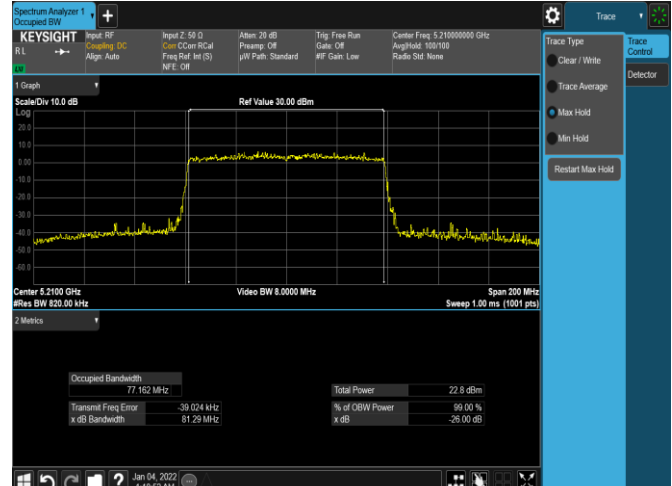 Spectrum Analyzer 1
Occupied BW
KEYSIGHT
RL
Input: RF
Coupling: DC
Align: Auto
Input Z: 50 Ω
Corr CCorr RCal
Freq Ref: Int (S)
NFE: Off
Atten: 20 dB
Preamp: Off
µW Path: Standard
Trig: Free Run
Gate: Off
#IF Gain: Low
Center Freq: 5.210000000 GHz
Avg|Hold: 100/100
Radio Std: None
Trace
Trace Type
Clear / Write
Trace Average
Max Hold
Min Hold
Restart Max Hold
Trace
Control
Detector
1 Graph
Scale/Div 10.0 dB
Ref Value 30.00 dBm
Log
20.0
10.0
0.00
-10.0
-20.0
-30.0
-40.0
-50.0
-60.0
Center 5.2100 GHz
#Res BW 820.00 kHz
Video BW 8.0000 MHz
Span 200 MHz
Sweep 1.00 ms (1001 pts)
2 Metrics
Occupied Bandwidth
77.162 MHz
Transmit Freq Error -39.024 kHz
x dB Bandwidth 81.29 MHz
Total Power 22.8 dBm
% of OBW Power 99.00 %
x dB -26.00 dB
?
Jan 04, 2022